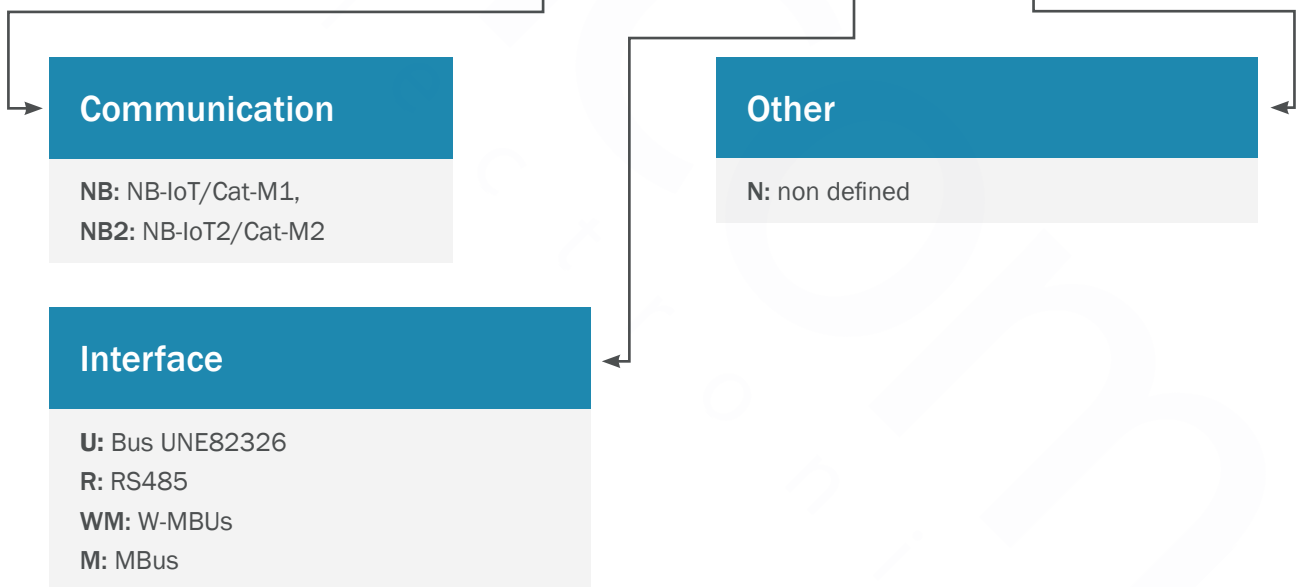 Communication
NB: NB-IoT/Cat-M1,
NB2: NB-IoT2/Cat-M2
Other
N: non defined
Interface
U: Bus UNE82326
R: RS485
WM: W-MBUs
M: MBus